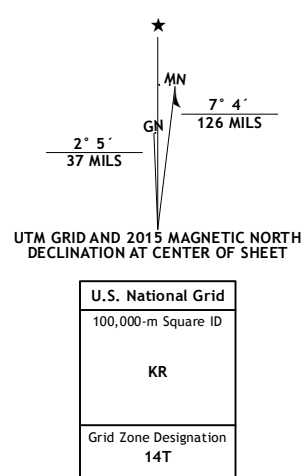 ★
MN
GN
7° 4´
126 MILS
2° 5´
37 MILS
UTM GRID AND 2015 MAGNETIC NORTH
DECLINATION AT CENTER OF SHEET
U.S. National Grid
100,000-m Square ID
KR
Grid Zone Designation
14T